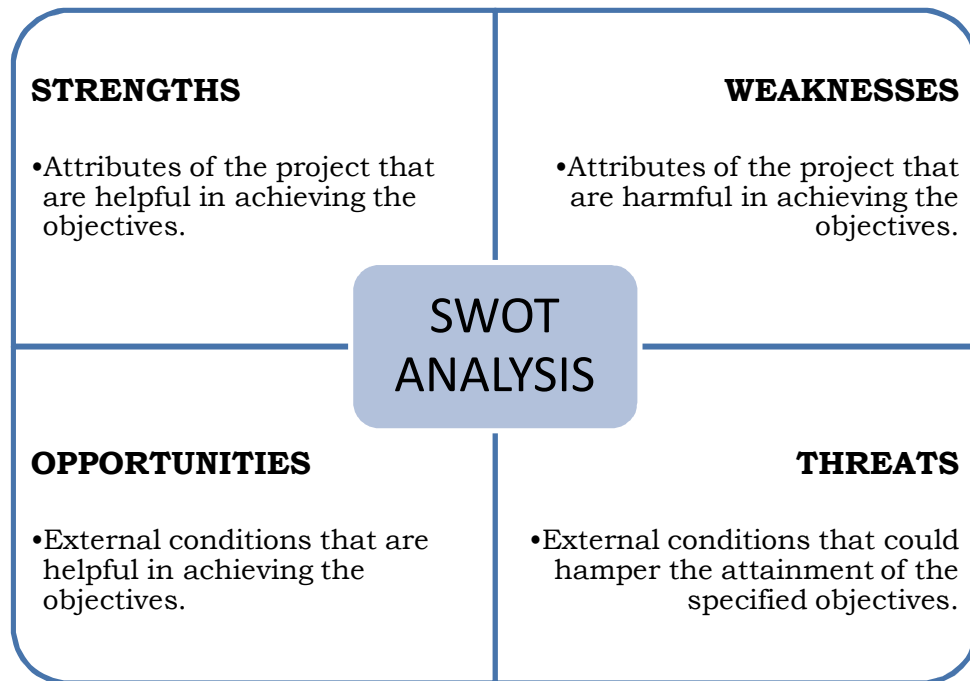 STRENGTHS
•Attributes of the project that
are helpful in achieving the
objectives.
WEAKNESSES
•Attributes of the project that
are harmful in achieving the
objectives.
SWOT
ANALYSIS
OPPORTUNITIES
•External conditions that are
helpful in achieving the
objectives.
THREATS
•External conditions that could
hamper the attainment of the
specified objectives.